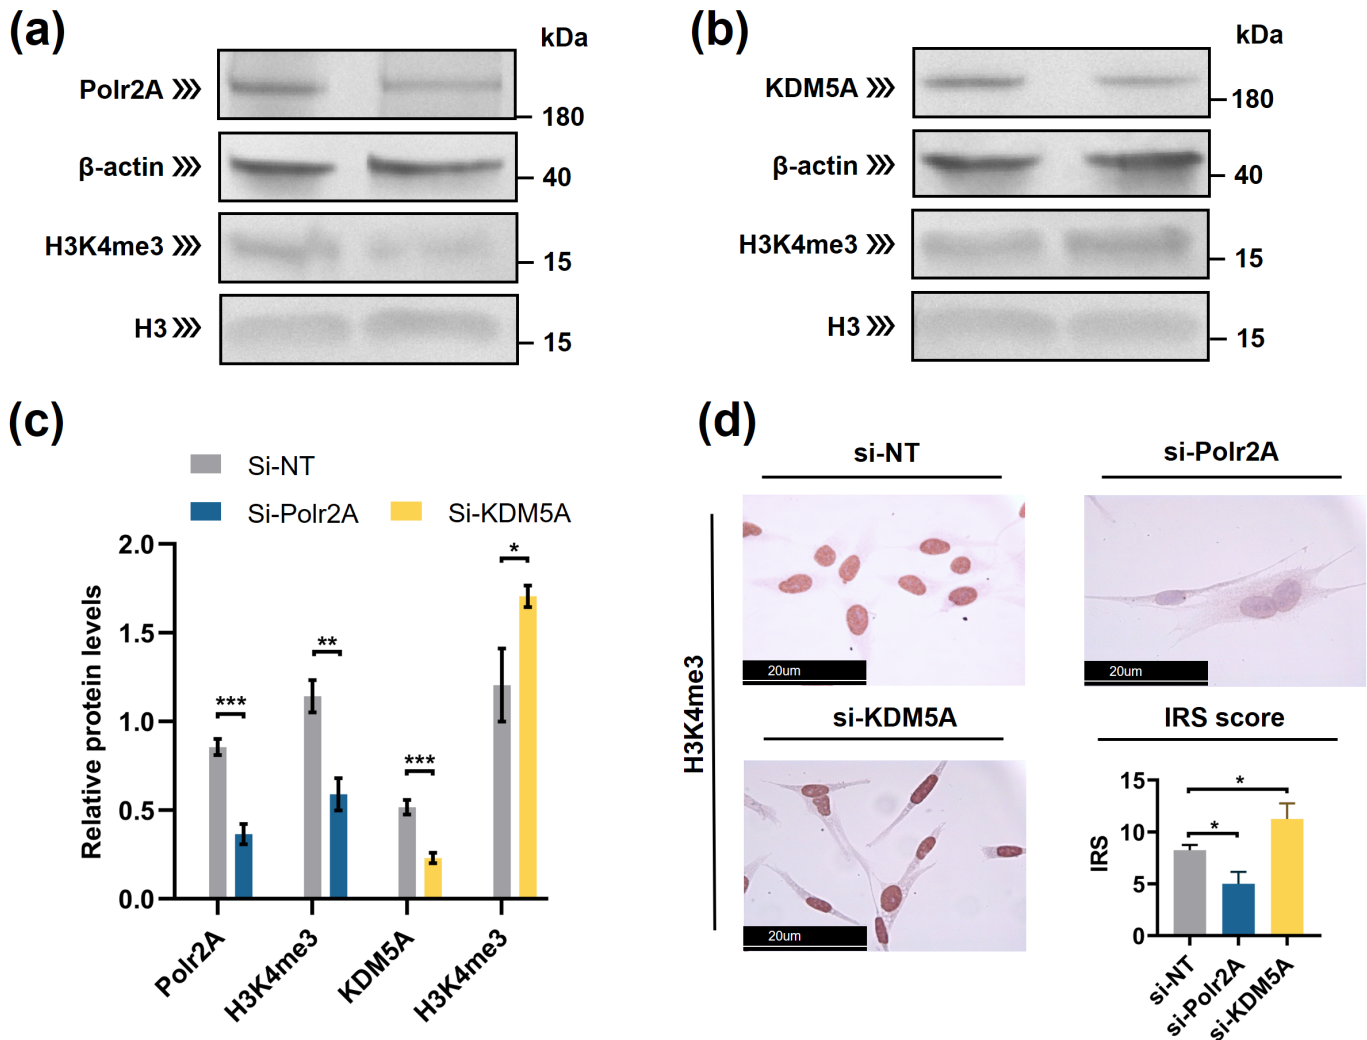 (a)
kDa
Polr2A
180
β-actin
40
H3K4me3
15
H3
15
(b)
kDa
KDM5A
180
β-actin
40
H3K4me3
15
H3
15
(c)
Si-NT
Si-Polr2A
Si-KDM5A
Relative protein levels
2.0
1.5
1.0
0.5
0.0
***
**
***
*
Polr2A
H3K4me3
KDM5A
H3K4me3
(d)
si-NT
si-Polr2A
H3K4me3
20um
20um
si-KDM5A
IRS score
20um
IRS
15
10
5
0
*
*
si-NT
si-Polr2A
si-KDM5A